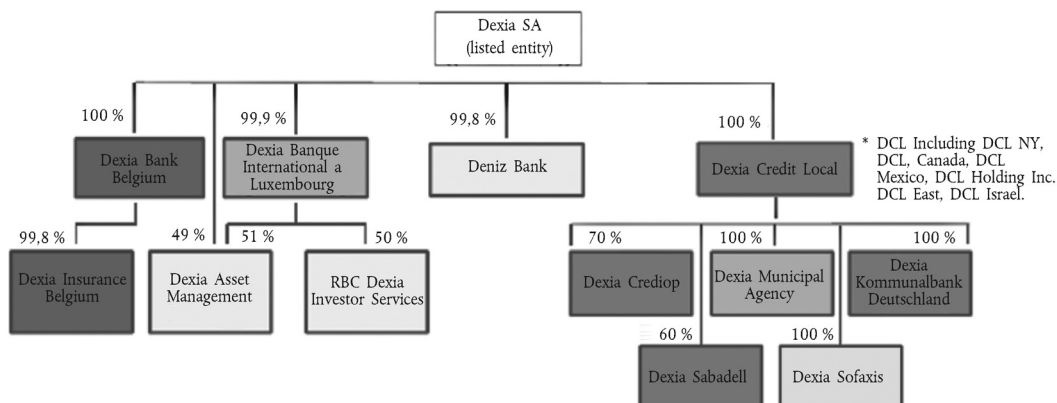 Dexia SA
(listed entity)
100 %
99,9 %
99,8 %
100 %
Dexia Bank
Belgium
Dexia Banque
International a
Luxembourg
Deniz Bank
Dexia Credit Local
* DCL Including DCL NY,
DCL, Canada, DCL
Mexico, DCL Holding Inc.
DCL East, DCL Israel.
99,8 %
49 %
51 %
50 %
70 %
100 %
100 %
Dexia Insurance
Belgium
Dexia Asset
Management
RBC Dexia
Investor Services
Dexia Crediop
Dexia Municipal
Agency
Dexia
Kommunalbank
Deutschland
60 %
100 %
Dexia Sabadell
Dexia Sofaxis